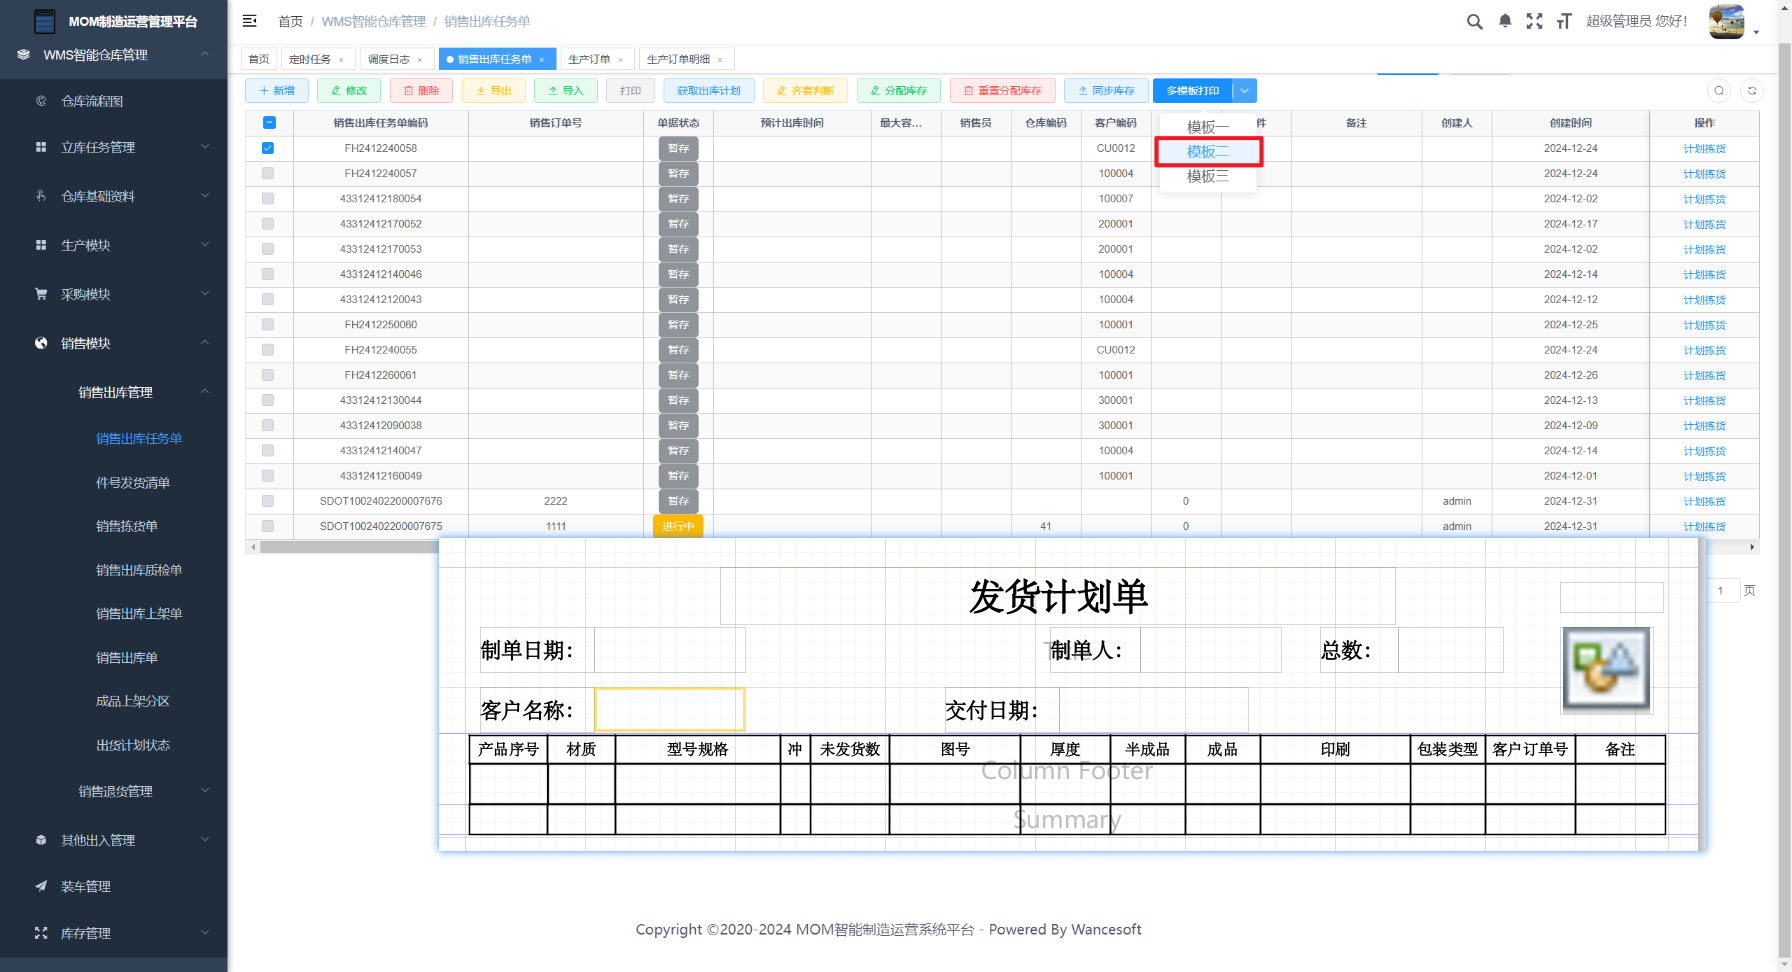 MOM制造运营管理平台
WMS智能仓库管理
仓库流程图
立库任务管理
仓库基础资料
生产模块
采购模块
销售模块
销售出库管理
销售出库任务单
件号发货清单
销售拣货单
销售出库质检单
销售出库上架单
销售出库单
成品上架分区
出货计划状态
销售退货管理
其他出入管理
装车管理
库存管理
首页 / WMS智能仓库管理 / 销售出库任务单
超级管理员 您好！
首页 定时任务 × 调度日志 × 销售出库任务单 × 生产订单 × 生产订单明细 ×
新增 修改 删除 导出 导入 打印 获取出库计划 齐套判断 分配库存 重置分配库存 同步库存 多模板打印
模板一
模板二
模板三
销售出库任务单编码 销售订单号 单据状态 预计出库时间 最大容... 销售员 仓库编码 客户编码 件 备注 创建人 创建时间 操作
FH2412240058 暂存 CU0012 2024-12-24 计划拣货
FH2412240057 暂存 100004 2024-12-24 计划拣货
43312412180054 暂存 100007 2024-12-02 计划拣货
43312412170052 暂存 200001 2024-12-17 计划拣货
43312412170053 暂存 200001 2024-12-02 计划拣货
43312412140046 暂存 100004 2024-12-14 计划拣货
43312412120043 暂存 100004 2024-12-12 计划拣货
FH2412250060 暂存 100001 2024-12-25 计划拣货
FH2412240055 暂存 CU0012 2024-12-24 计划拣货
FH2412260061 暂存 100001 2024-12-26 计划拣货
43312412130044 暂存 300001 2024-12-13 计划拣货
43312412090038 暂存 300001 2024-12-09 计划拣货
43312412140047 暂存 100004 2024-12-14 计划拣货
43312412160049 暂存 100001 2024-12-01 计划拣货
SDOT1002402200007676 2222 暂存 0 admin 2024-12-31 计划拣货
SDOT1002402200007675 1111 进行中 41 0 admin 2024-12-31 计划拣货
1 页
发货计划单
制单日期： 制单人： 总数：
客户名称： 交付日期：
产品序号 材质 型号规格 冲 未发货数 图号 厚度 半成品 成品 印刷 包装类型 客户订单号 备注
Column Footer
Summary
Copyright ©2020-2024 MOM智能制造运营系统平台 - Powered By Wancesoft